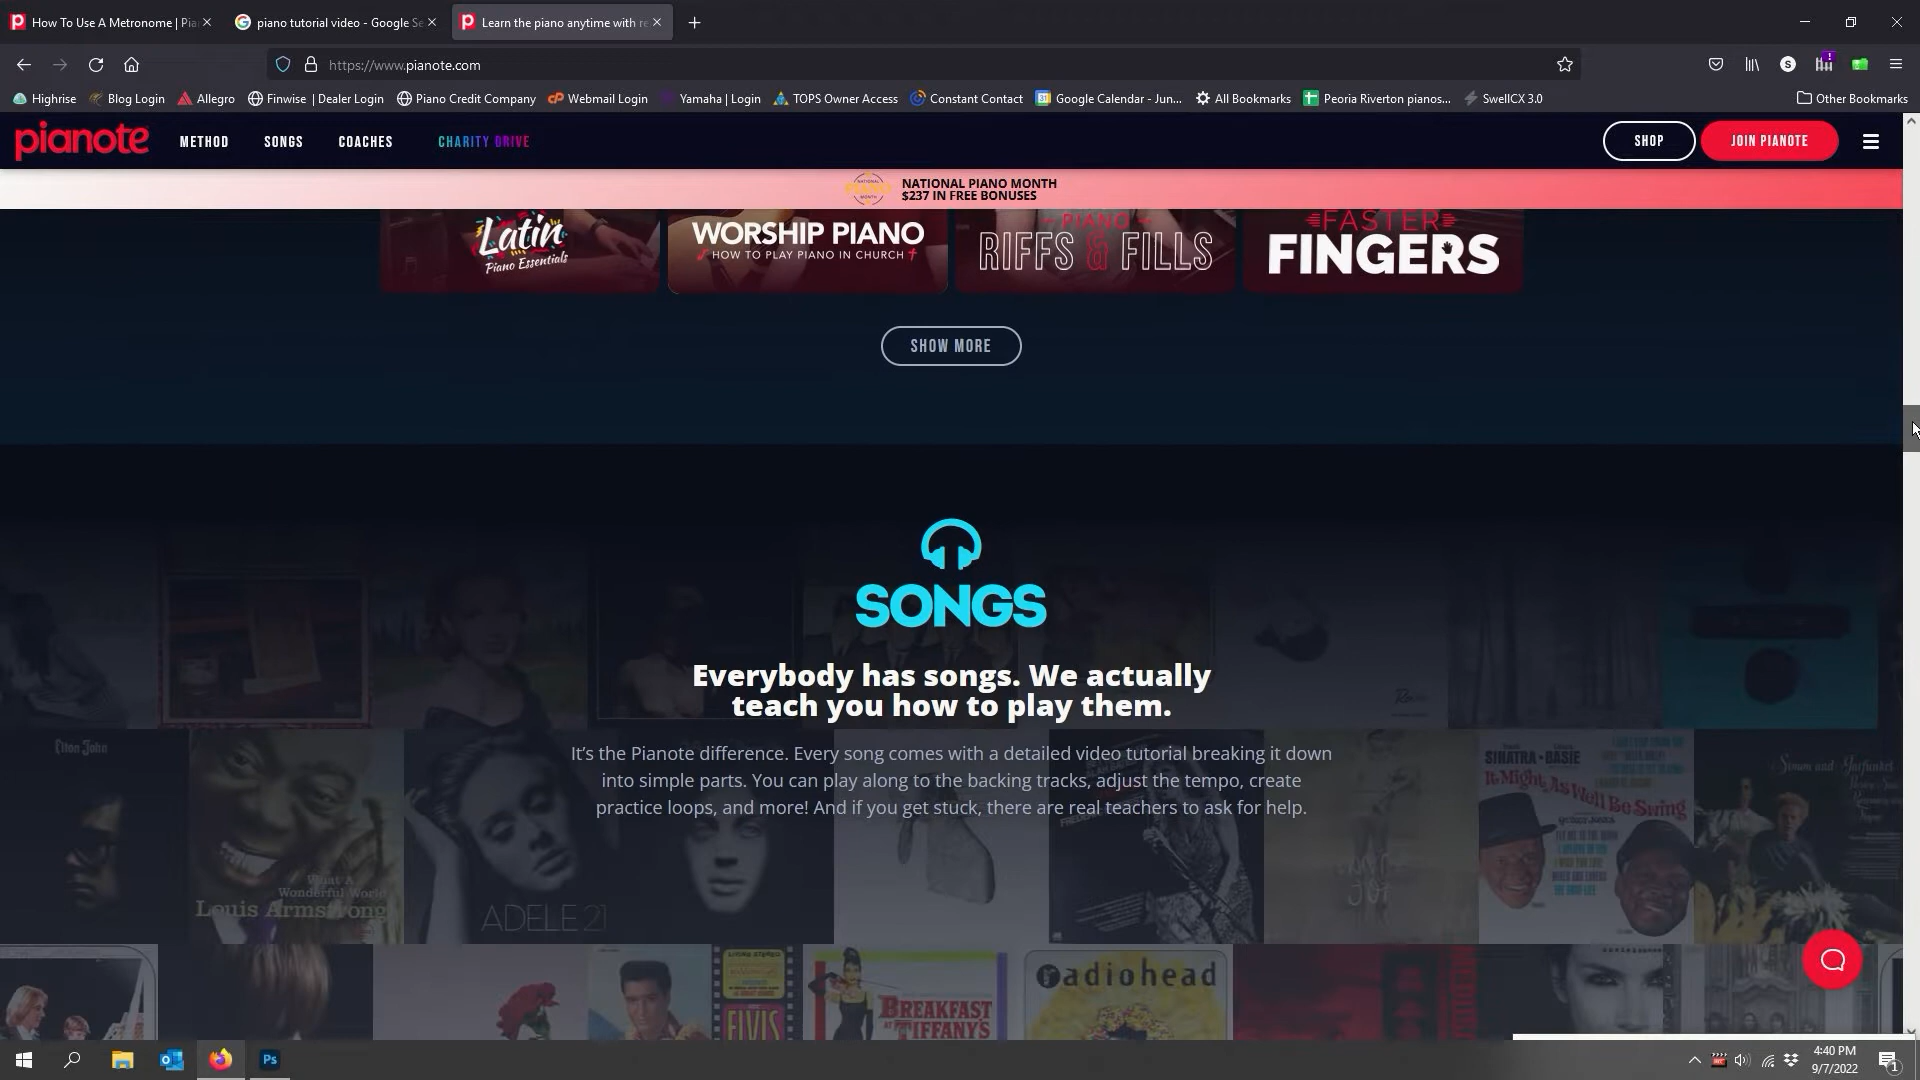 How To Use A Metronome | Pia
piano tutorial video - Google Se
Learn the piano anytime with re
https://www.pianote.com
S
Highrise
Blog Login
Allegro
Finwise | Dealer Login
Piano Credit Company
Webmail Login
Yamaha | Login
TOPS Owner Access
Constant Contact
Google Calendar - Jun...
All Bookmarks
Peoria Riverton pianos...
SwellCX 3.0
Other Bookmarks
pianote
METHOD
SONGS
COACHES
CHARITY DRIVE
SHOP
JOIN PIANOTE
NATIONAL
PIANO
MONTH
NATIONAL PIANO MONTH
$237 IN FREE BONUSES
Latin
Piano Essentials
WORSHIP PIANO
HOW TO PLAY PIANO IN CHURCH
PIANO
RIFFS & FILLS
FASTER
FINGERS
SHOW MORE
SONGS
Everybody has songs. We actually
teach you how to play them.
It's the Pianote difference. Every song comes with a detailed video tutorial breaking it down
into simple parts. You can play along to the backing tracks, adjust the tempo, create
practice loops, and more! And if you get stuck, there are real teachers to ask for help.
Elton John
What A
Wonderful World
Louis Armstrong
ADELE 21
SINATRA · BASIE
It Might As Well Be Swing
Simon and Garfunkel
ELVIS
BREAKFAST
AT TIFFANY'S
Radiohead
Ps
4:40 PM
9/7/2022
1